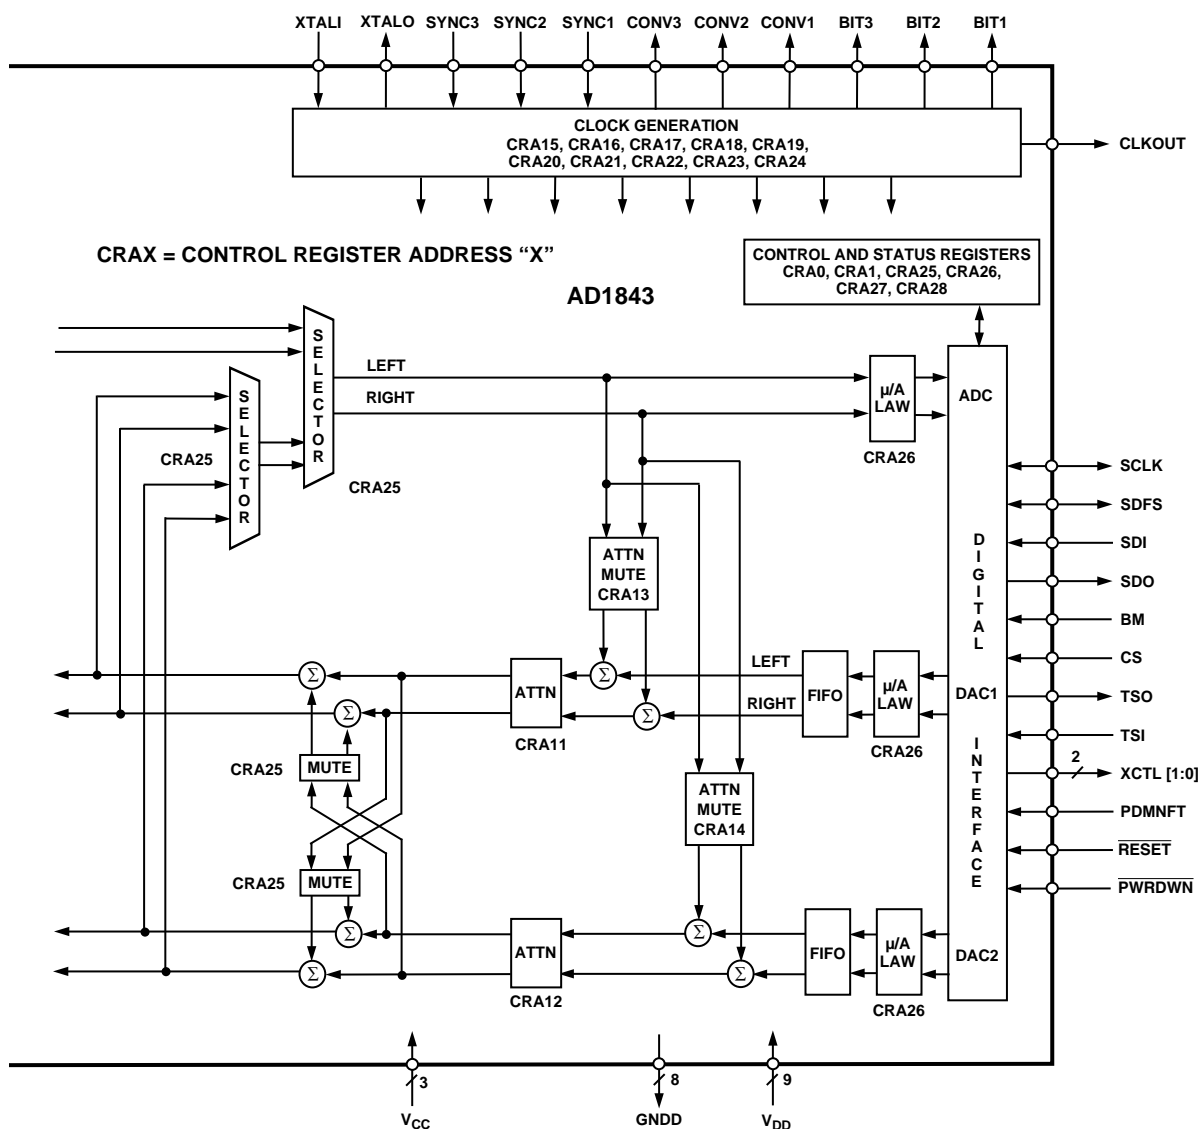 XTALI XTALO SYNC3 SYNC2 SYNC1 CONV3 CONV2 CONV1 BIT3 BIT2 BIT1
CLOCK GENERATION
CRA15, CRA16, CRA17, CRA18, CRA19,
CRA20, CRA21, CRA22, CRA23, CRA24
CLKOUT
CRAX = CONTROL REGISTER ADDRESS “X”
CONTROL AND STATUS REGISTERS
CRA0, CRA1, CRA25, CRA26,
CRA27, CRA28
AD1843
SELECTOR
CRA25
SELECTOR
CRA25
LEFT
RIGHT
µ/A
LAW
CRA26
ADC
DIGITAL
DAC1
INTERFACE
DAC2
SCLK
SDFS
SDI
SDO
BM
CS
TSO
TSI
2
XCTL [1:0]
PDMNFT
RESET
PWRDWN
ATTN
MUTE
CRA13
Σ
Σ
ATTN
CRA11
Σ
Σ
LEFT
RIGHT
FIFO
µ/A
LAW
CRA26
CRA25
MUTE
ATTN
MUTE
CRA14
CRA25
MUTE
Σ
Σ
ATTN
CRA12
Σ
Σ
FIFO
µ/A
LAW
CRA26
3
8
9
VCC
GNDD
VDD